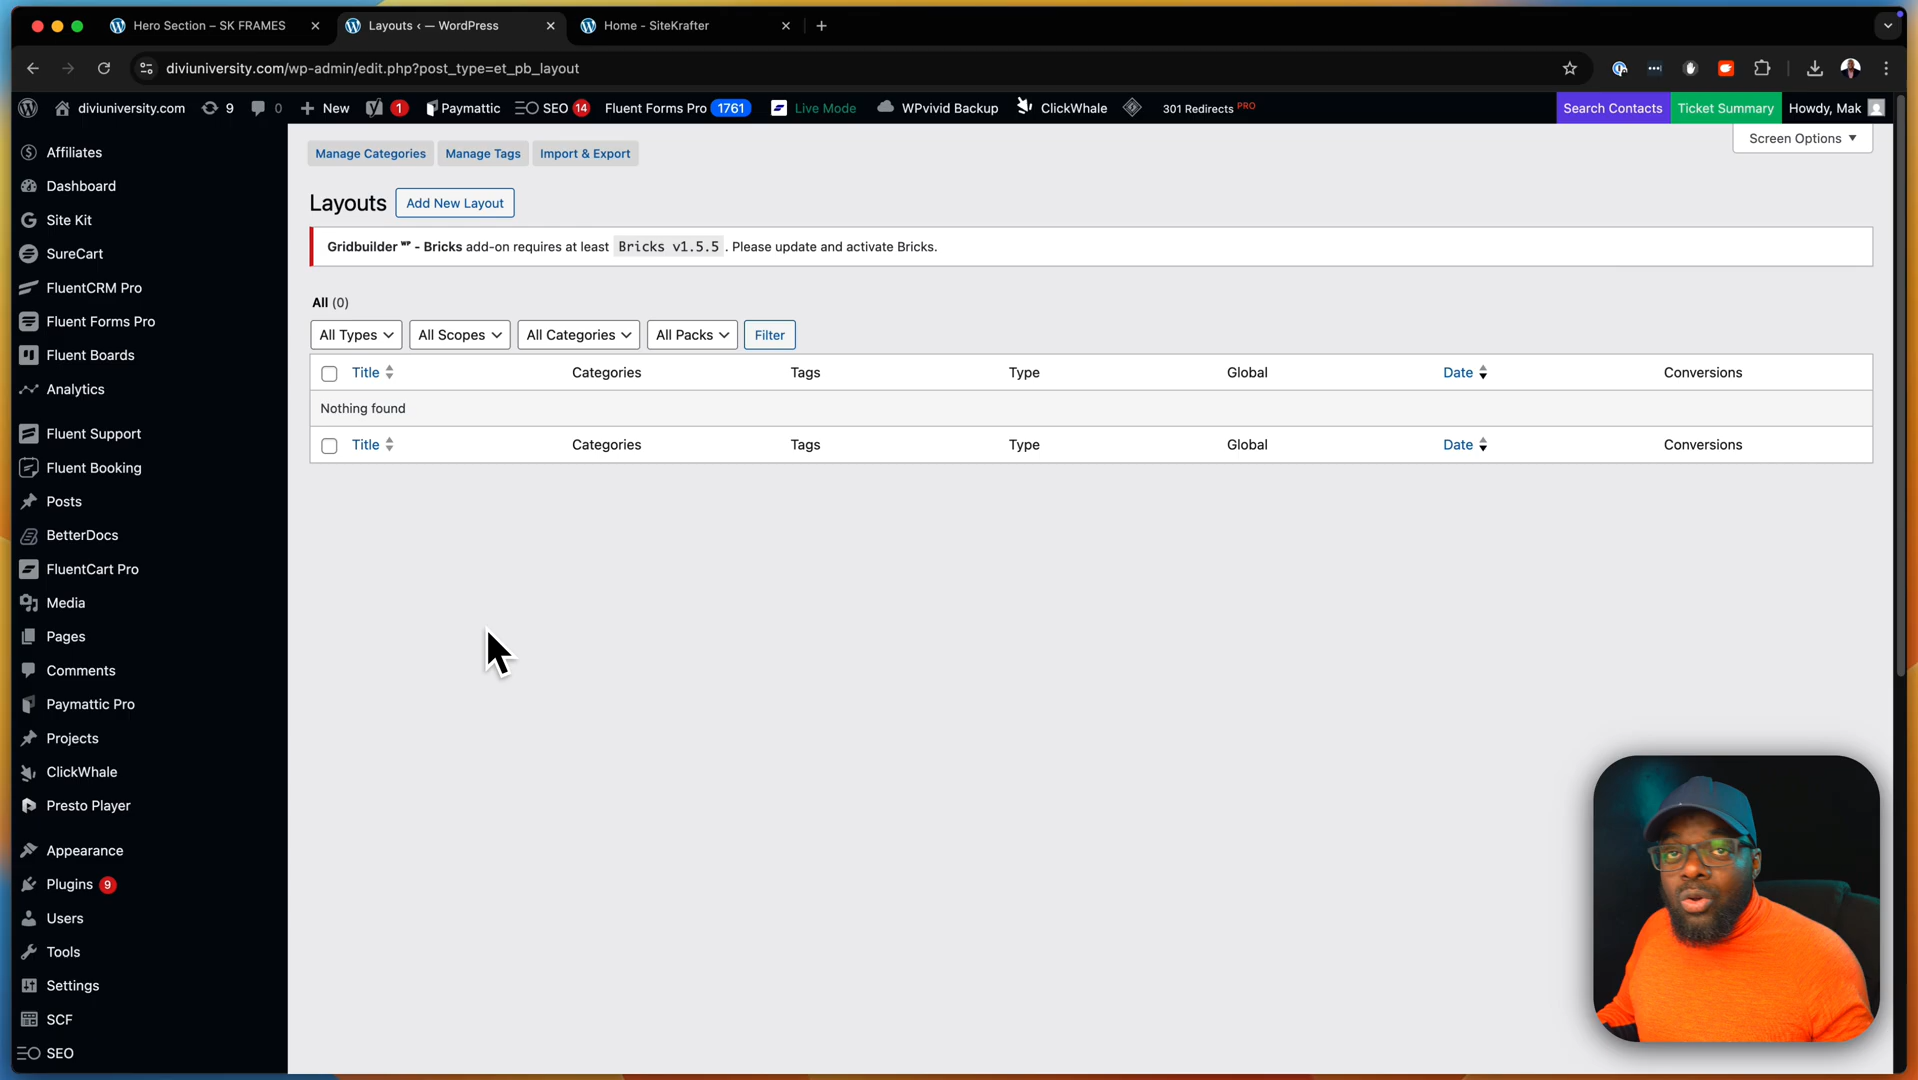 Hero Section – SK FRAMES
Layouts ‹ — WordPress
Home - SiteKrafter
diviuniversity.com/wp-admin/edit.php?post_type=et_pb_layout
diviuniversity.com 9 0 New 1 Paymattic SEO 14 Fluent Forms Pro 1761 Live Mode WPvivid Backup ClickWhale 301 Redirects PRO Search Contacts Ticket Summary Howdy, Mak
Screen Options
Manage Categories Manage Tags Import & Export
Layouts Add New Layout
Gridbuilder WP - Bricks add-on requires at least Bricks v1.5.5 . Please update and activate Bricks.
All (0)
All Types All Scopes All Categories All Packs Filter
Title Categories Tags Type Global Date Conversions
Nothing found
Title Categories Tags Type Global Date Conversions
Affiliates
Dashboard
Site Kit
SureCart
FluentCRM Pro
Fluent Forms Pro
Fluent Boards
Analytics
Fluent Support
Fluent Booking
Posts
BetterDocs
FluentCart Pro
Media
Pages
Comments
Paymattic Pro
Projects
ClickWhale
Presto Player
Appearance
Plugins 9
Users
Tools
Settings
SCF
SEO